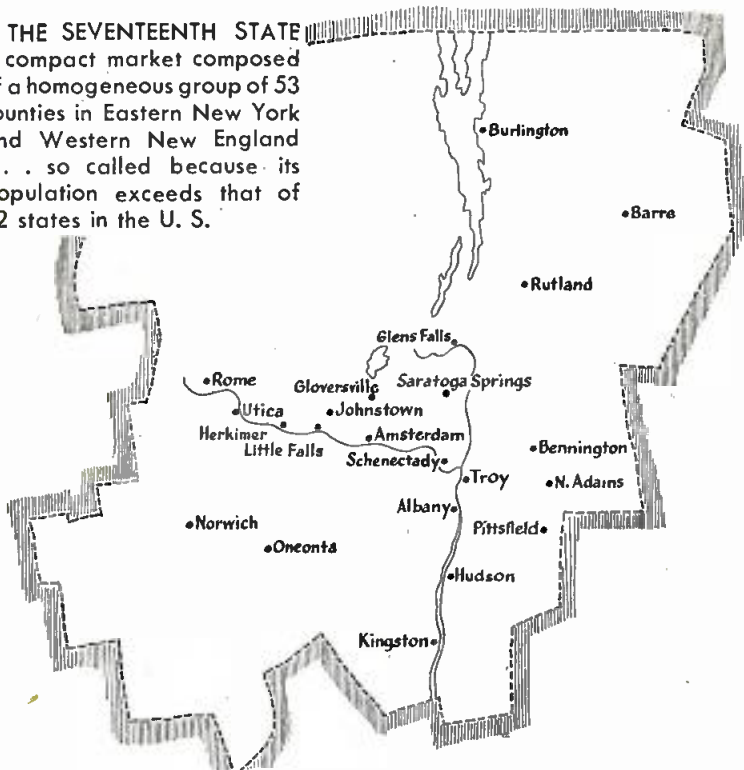 THE SEVENTEENTH STATE
compact market composed
a homogeneous group of 53
ounties in Eastern New York
nd Western New England
. . so called because its
opulation exceeds that of
2 states in the U. S.
Burlington
Barre
Rutland
Glens Falls
Rome
Gloversville
Saratoga Springs
Utica
Johnstown
Herkimer
Little Falls
Amsterdam
Bennington
Schenectady
Troy
N. Adams
Albany
Norwich
Pittsfield
Oneonta
Hudson
Kingston